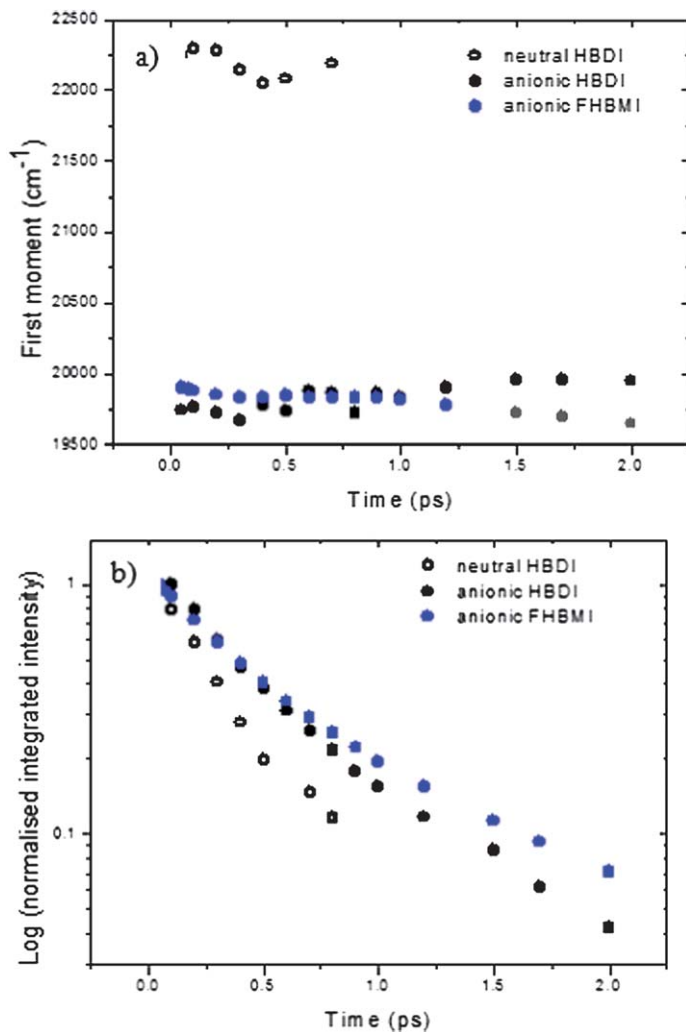 a)
neutral HBDI
anionic HBDI
anionic FHBMI
First moment (cm⁻¹)
22500
22000
21500
21000
20500
20000
19500
0.0 0.5 1.0 1.5 2.0
Time (ps)
b)
neutral HBDI
anionic HBDI
anionic FHBMI
Log (normalised integrated intensity)
1
0.1
0.0 0.5 1.0 1.5 2.0
Time (ps)